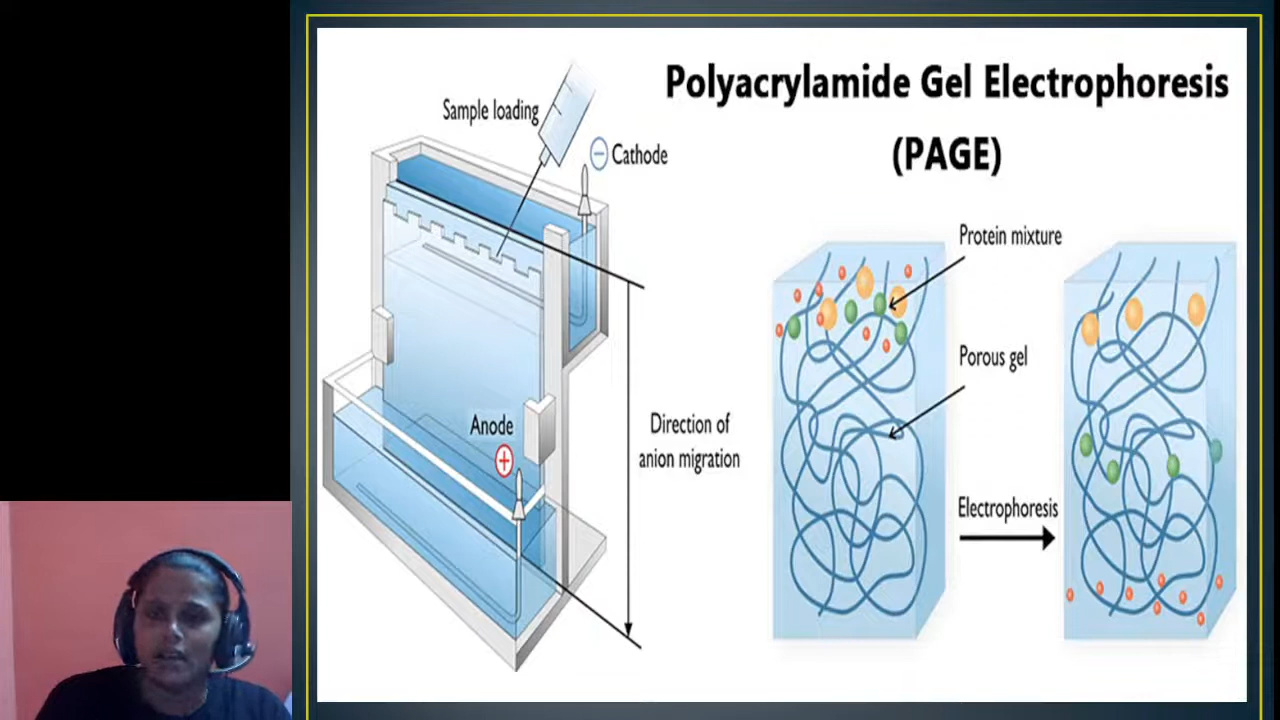 Polyacrylamide Gel Electrophoresis
(PAGE)
Sample loading
− Cathode
Protein mixture
Porous gel
Anode
+
Direction of
anion migration
Electrophoresis